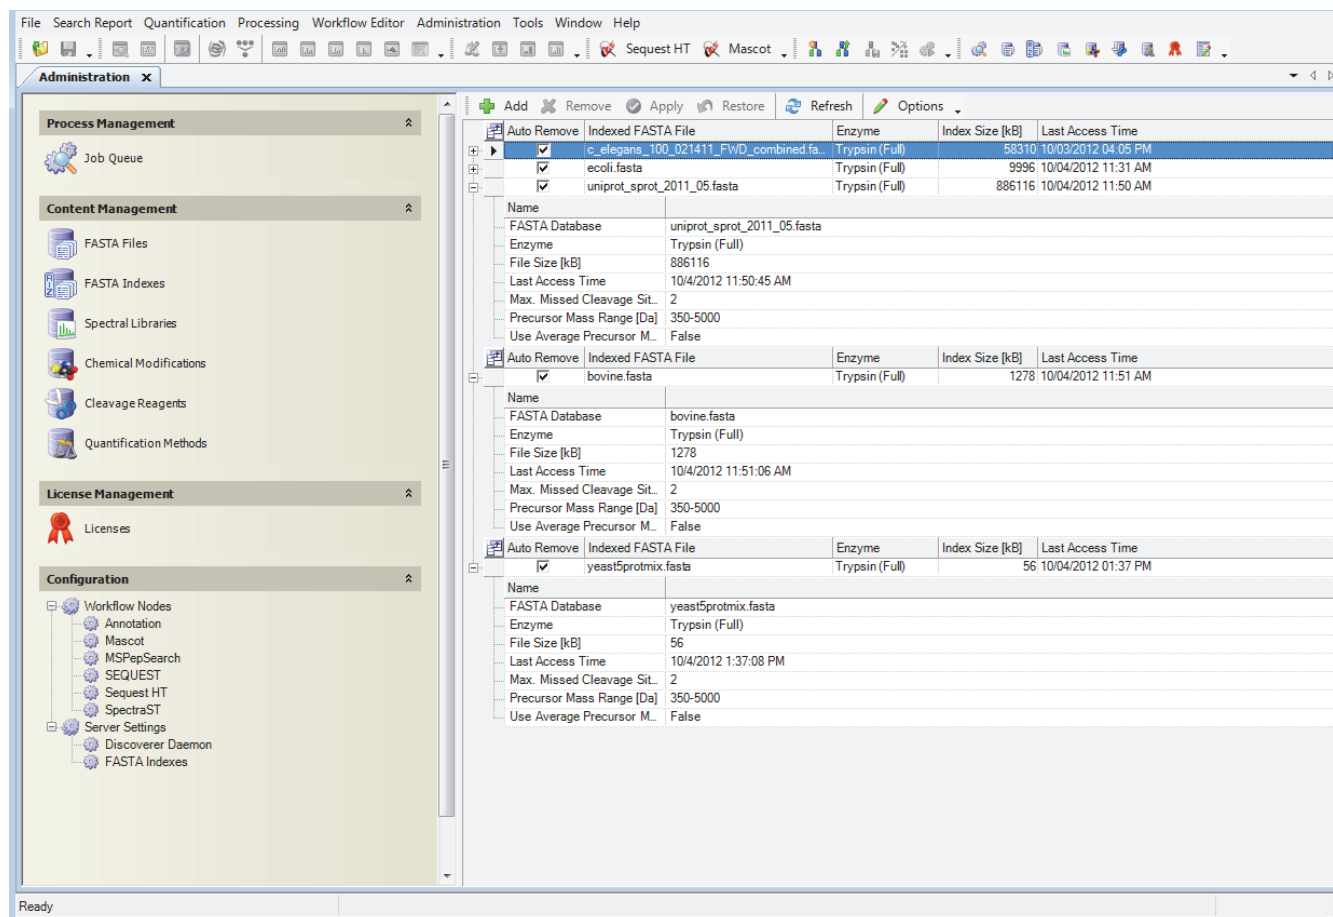 File Search Report Quantification Processing Workflow Editor Administration Tools Window Help
Sequest HT Mascot
Administration x
Process Management
Job Queue
Content Management
FASTA Files
FASTA Indexes
Spectral Libraries
Chemical Modifications
Cleavage Reagents
Quantification Methods
License Management
Licenses
Configuration
Workflow Nodes
Annotation
Mascot
MSPepSearch
SEQUEST
Sequest HT
SpectraST
Server Settings
Discoverer Daemon
FASTA Indexes
Add Remove Apply Restore Refresh Options
Auto Remove Indexed FASTA File Enzyme Index Size [kB] Last Access Time
c_elegans_100_021411_FWD_combined.fa... Trypsin (Full) 58310 10/03/2012 04:05 PM
ecoli.fasta Trypsin (Full) 9996 10/04/2012 11:31 AM
uniprot_sprot_2011_05.fasta Trypsin (Full) 886116 10/04/2012 11:50 AM
Name
FASTA Database uniprot_sprot_2011_05.fasta
Enzyme Trypsin (Full)
File Size [kB] 886116
Last Access Time 10/4/2012 11:50:45 AM
Max. Missed Cleavage Sit... 2
Precursor Mass Range [Da] 350-5000
Use Average Precursor M... False
Auto Remove Indexed FASTA File Enzyme Index Size [kB] Last Access Time
bovine.fasta Trypsin (Full) 1278 10/04/2012 11:51 AM
Name
FASTA Database bovine.fasta
Enzyme Trypsin (Full)
File Size [kB] 1278
Last Access Time 10/4/2012 11:51:06 AM
Max. Missed Cleavage Sit... 2
Precursor Mass Range [Da] 350-5000
Use Average Precursor M... False
Auto Remove Indexed FASTA File Enzyme Index Size [kB] Last Access Time
yeast5protmix.fasta Trypsin (Full) 56 10/04/2012 01:37 PM
Name
FASTA Database yeast5protmix.fasta
Enzyme Trypsin (Full)
File Size [kB] 56
Last Access Time 10/4/2012 1:37:08 PM
Max. Missed Cleavage Sit... 2
Precursor Mass Range [Da] 350-5000
Use Average Precursor M... False
Ready